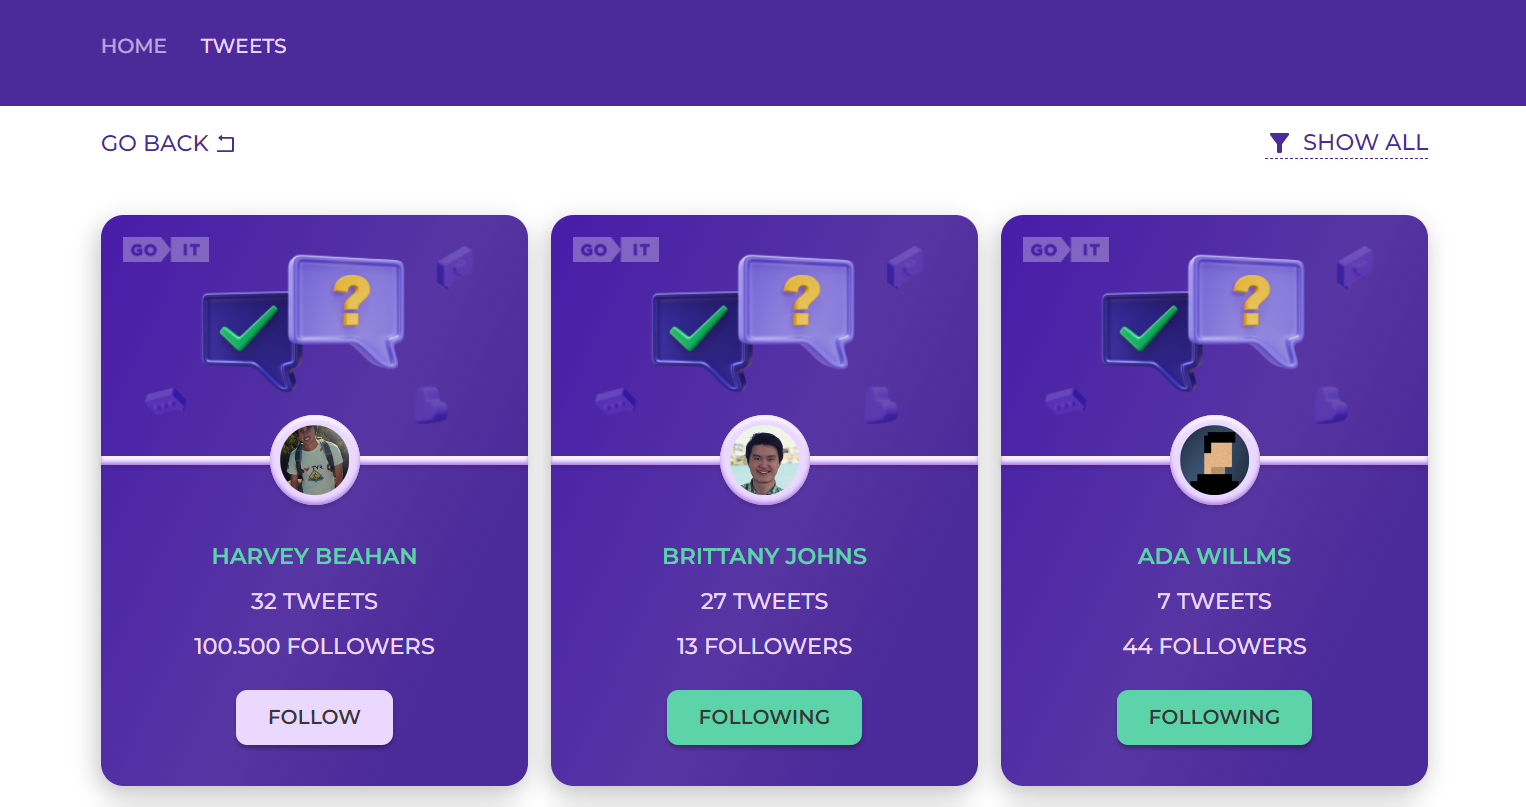 HOME TWEETS
GO BACK
SHOW ALL
GO IT
?
HARVEY BEAHAN
32 TWEETS
100.500 FOLLOWERS
FOLLOW
GO IT
?
BRITTANY JOHNS
27 TWEETS
13 FOLLOWERS
FOLLOWING
GO IT
?
ADA WILLMS
7 TWEETS
44 FOLLOWERS
FOLLOWING